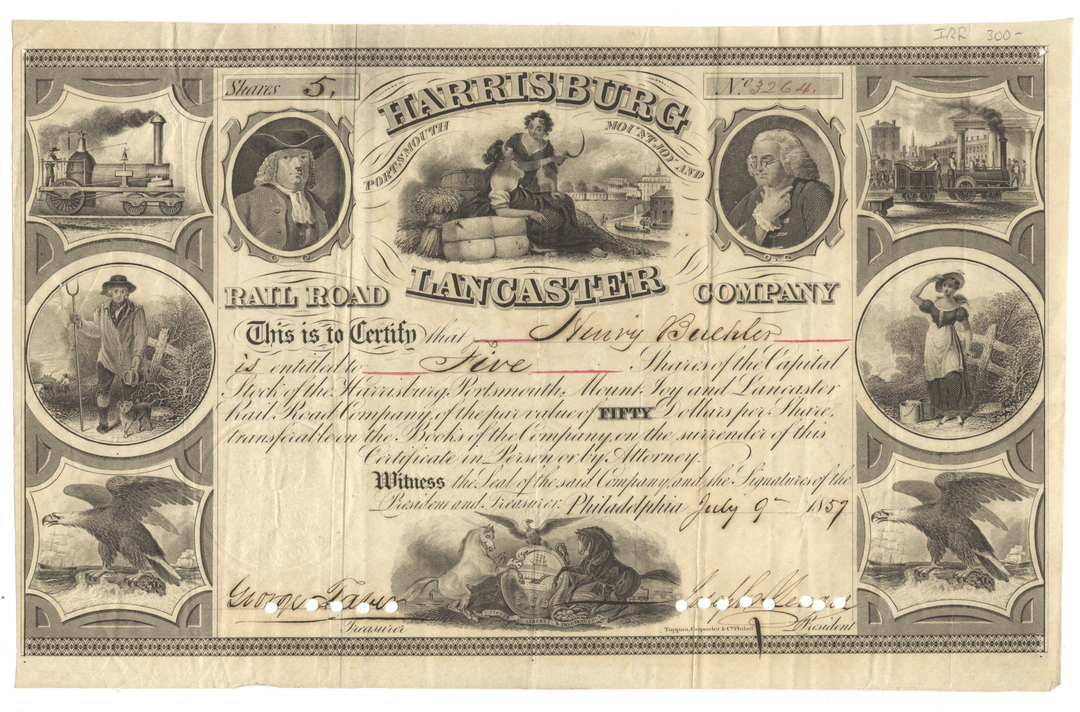 IRR 300-
Shares 5,
No 3264,
HARRISBURG
PORTSMOUTH MOUNT JOY AND
LANCASTER
RAIL ROAD COMPANY
This is to Certify that Henry Buehler
is entitled to Five Shares of the Capital
Stock of the Harrisburg, Portsmouth, Mount Joy and Lancaster
Rail Road Company, of the par value of FIFTY Dollars per Share,
transferable on the Books of the Company, on the surrender of this
Certificate in Person or by Attorney.
Witness the Seal of the said Company, and the Signatures of the
President and Treasurer. Philadelphia July 9 1857
George
Treasurer
Toppan, Carpenter & Co. Philada.
President